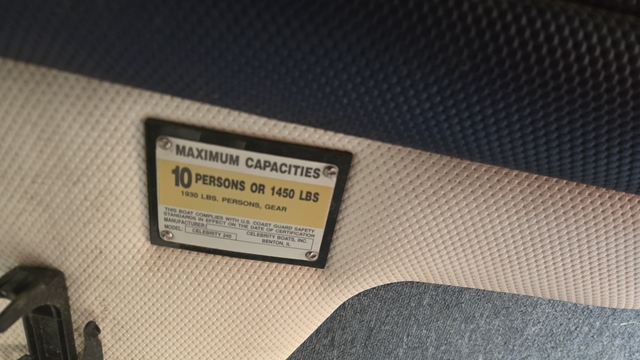 MAXIMUM CAPACITIES
10 PERSONS OR 1450 LBS
1930 LBS. PERSONS, GEAR
THIS BOAT COMPLIES WITH U.S. COAST GUARD SAFETY
STANDARDS IN EFFECT ON THE DATE OF CERTIFICATION
MANUFACTURER:
MODEL: CELEBRITY CELEBRITY BOATS, INC
BENTON, IL